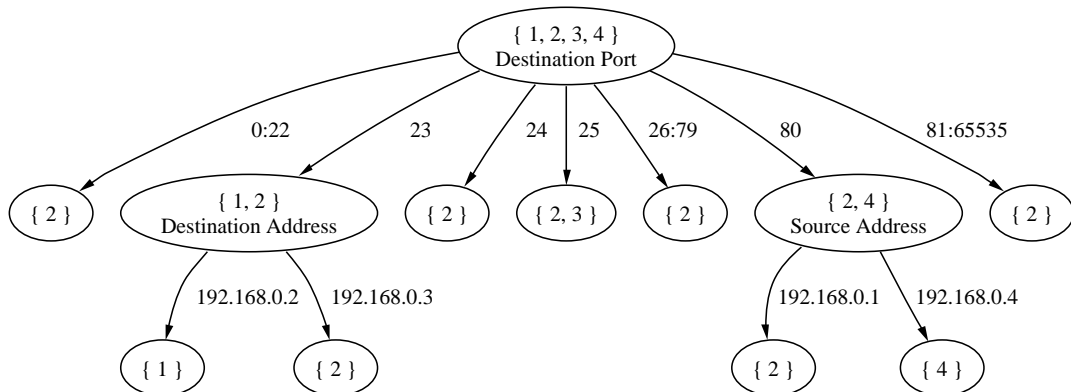 { 1, 2, 3, 4 }
Destination Port
0:22
23
24
25
26:79
80
81:65535
{ 2 }
{ 1, 2 }
Destination Address
{ 2 }
{ 2, 3 }
{ 2 }
{ 2, 4 }
Source Address
{ 2 }
192.168.0.2
192.168.0.3
192.168.0.1
192.168.0.4
{ 1 }
{ 2 }
{ 2 }
{ 4 }